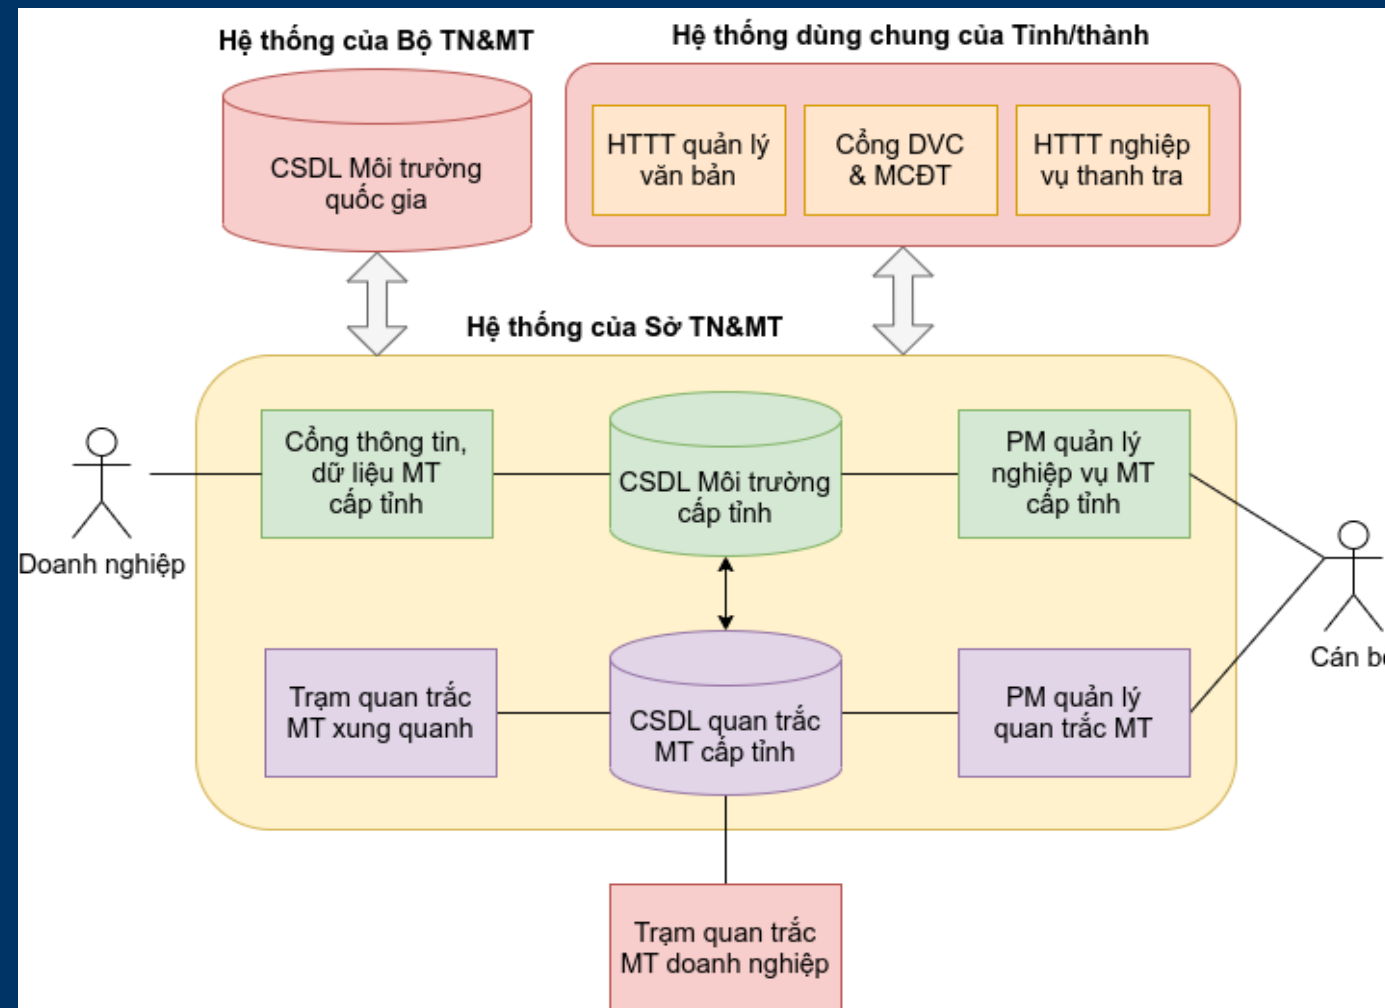 Hệ thống của Bộ TN&MT
Hệ thống dùng chung của Tỉnh/thành
CSDL Môi trường
quốc gia
HTTT quản lý
văn bản
Cổng DVC
& MCĐT
HTTT nghiệp
vụ thanh tra
Hệ thống của Sở TN&MT
Cổng thông tin,
dữ liệu MT
cấp tỉnh
CSDL Môi trường
cấp tỉnh
PM quản lý
nghiệp vụ MT
cấp tỉnh
Doanh nghiệp
Trạm quan trắc
MT xung quanh
CSDL quan trắc
MT cấp tỉnh
PM quản lý
quan trắc MT
Cán
Trạm quan trắc
MT doanh nghiệp